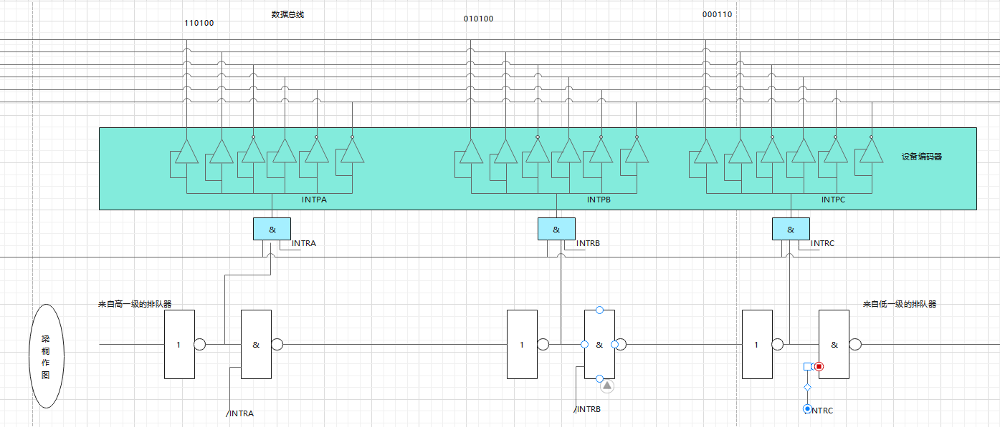 数据总线
110100
010100
000110
设备编码器
INTPA
INTPB
INTPC
&
&
&
INTRA
INTRB
INTRC
来自高一级的排队器
来自低一级的排队器
1
&
1
&
1
&
梁
桐
作
图
/INTRA
/INTRB
/INTRC